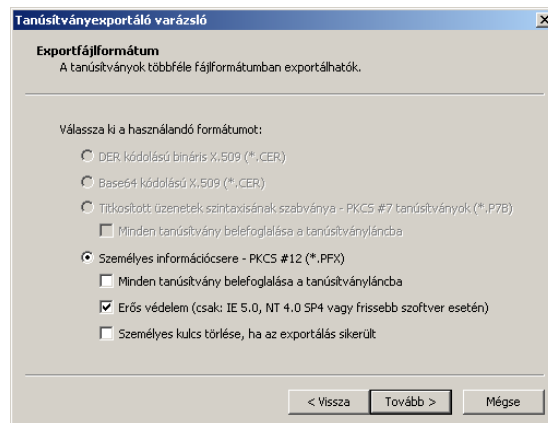 Tanúsítványexportáló varázsló
Exportfájlformátum
A tanúsítványok többféle fájlformátumban exportálhatók.
Válassza ki a használandó formátumot:
DER kódolású bináris X.509 (*.CER)
Base64 kódolású X.509 (*.CER)
Titkosított üzenetek szintaxisának szabványa - PKCS #7 tanúsítványok (*.P7B)
Minden tanúsítvány belefoglalása a tanúsítványláncba
Személyes információcsere - PKCS #12 (*.PFX)
Minden tanúsítvány belefoglalása a tanúsítványláncba
Erős védelem (csak: IE 5.0, NT 4.0 SP4 vagy frissebb szoftver esetén)
Személyes kulcs törlése, ha az exportálás sikerült
< Vissza
Tovább >
Mégse